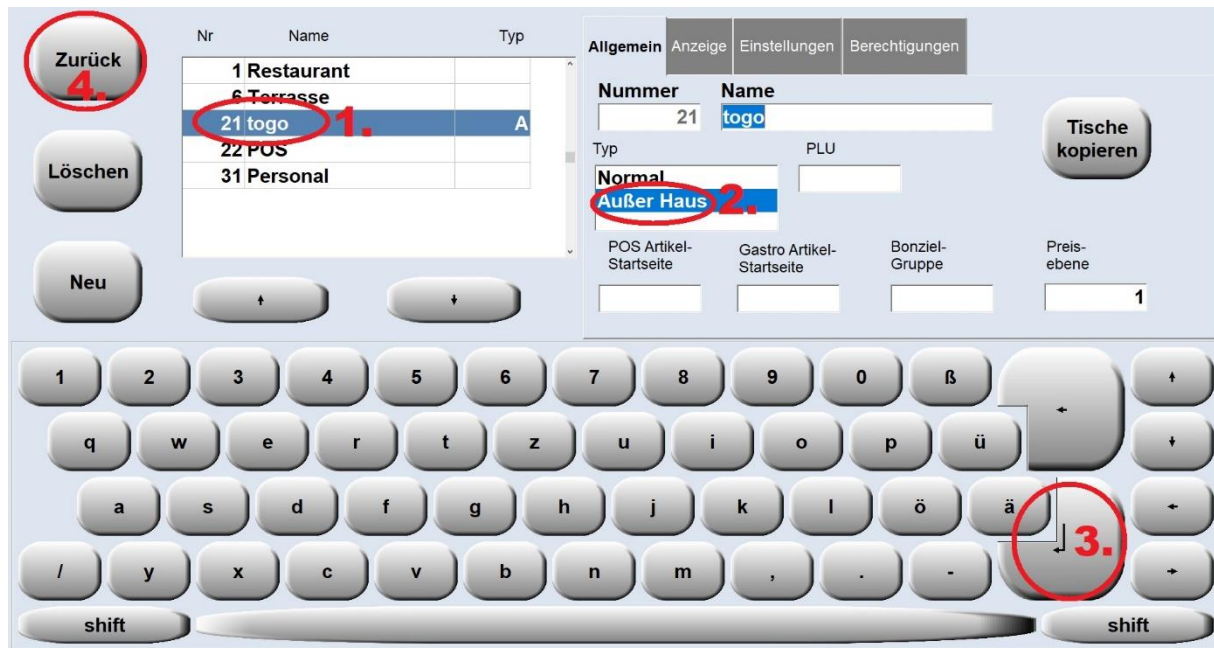 Zurück
4.
Löschen
Neu
Nr Name Typ
1 Restaurant
6 Terrasse
21 togo 1. A
22 POS
31 Personal
Allgemein Anzeige Einstellungen Berechtigungen
Nummer Name
21 togo
Typ PLU
Normal
Außer Haus 2.
Tische
kopieren
POS Artikel-
Startseite
Gastro Artikel-
Startseite
Bonziel-
Gruppe
Preis-
ebene
1
1 2 3 4 5 6 7 8 9 0 ß
q w e r t z u i o p ü
a s d f g h j k l ö ä
3.
/ y x c v b n m , . -
shift shift